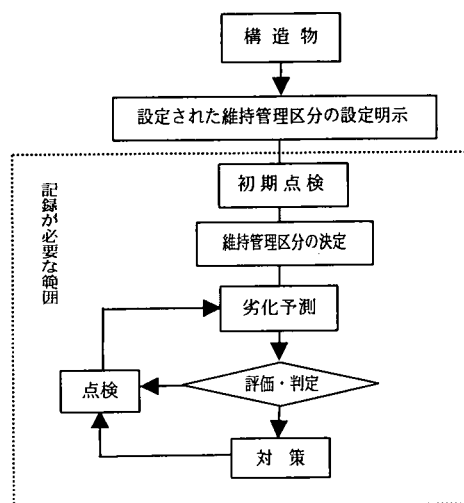 構造物
設定された維持管理区分の設定明示
初期点検
記録が必要な範囲
維持管理区分の決定
劣化予測
評価・判定
点検
対策